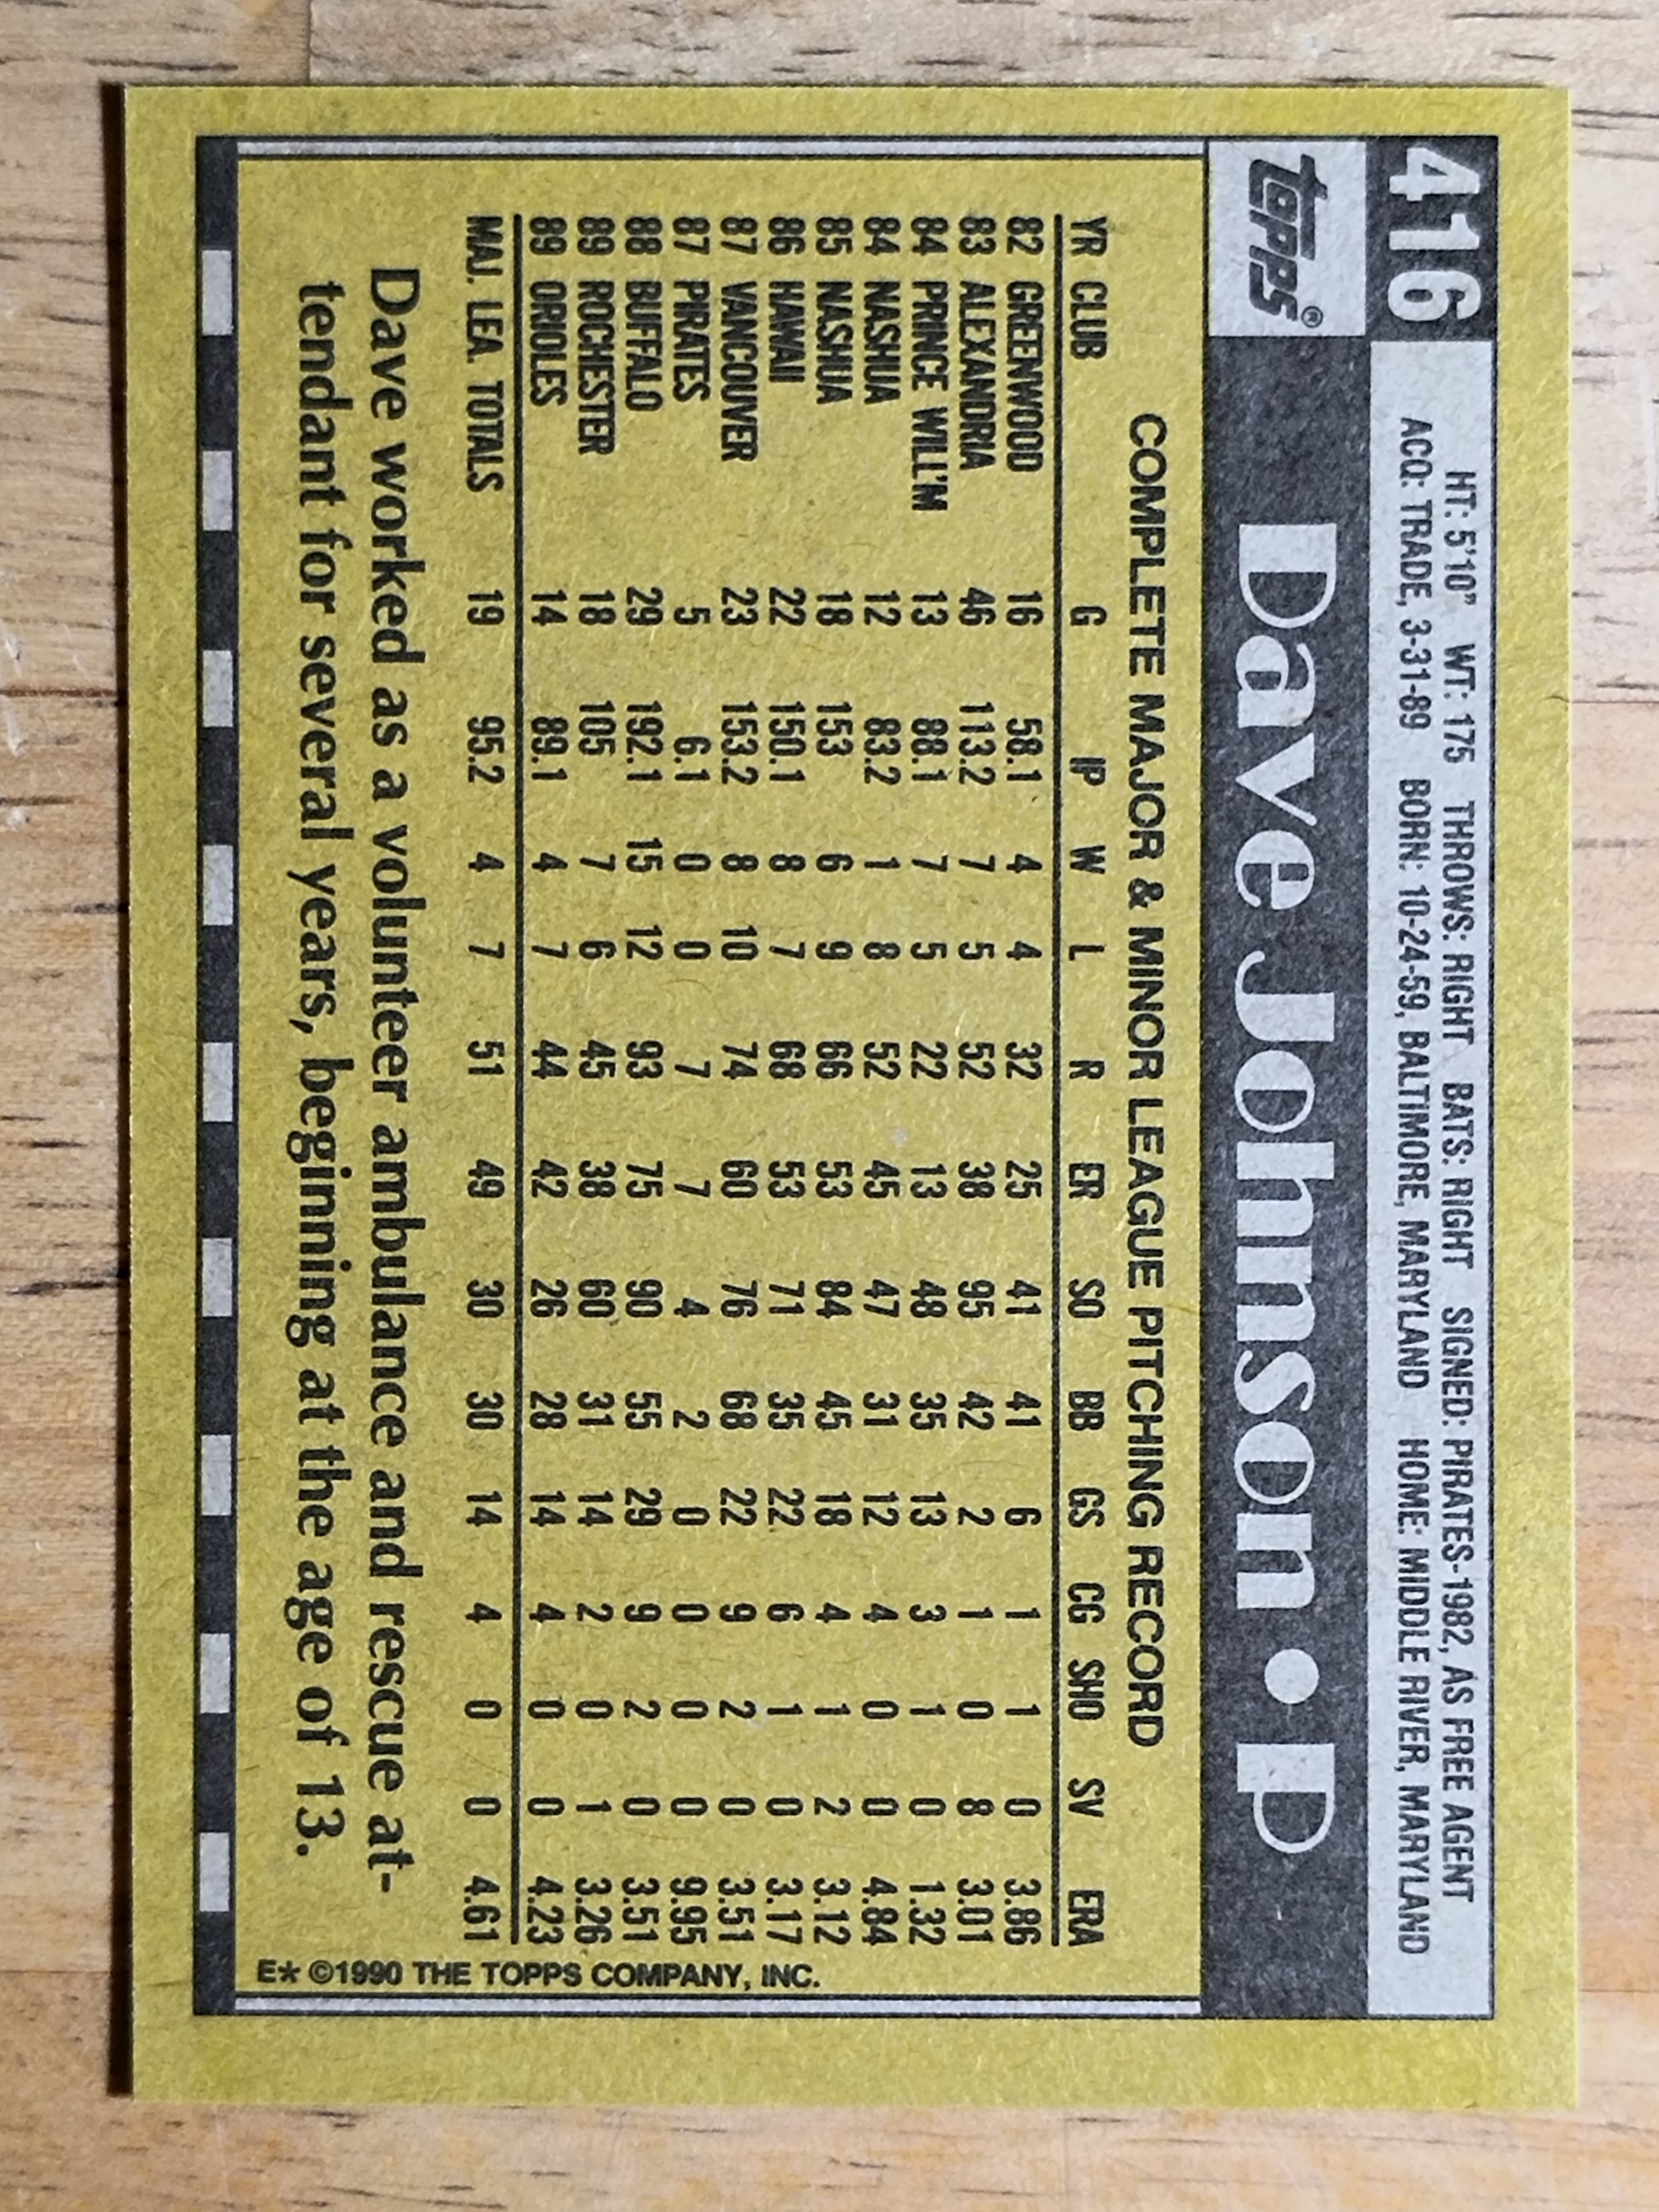 416
HT: 5'10" WT: 175 THROWS: RIGHT BATS: RIGHT SIGNED: PIRATES-1982, AS FREE AGENT
ACQ: TRADE, 3-31-89 BORN: 10-24-59, BALTIMORE, MARYLAND HOME: MIDDLE RIVER, MARYLAND
topps®
Dave Johnson • P
COMPLETE MAJOR & MINOR LEAGUE PITCHING RECORD
YR CLUB G IP W L R ER SO BB GS CG SHO SV ERA
82 GREENWOOD 16 58.1 4 4 32 25 41 41 6 1 1 0 3.86
83 ALEXANDRIA 46 113.2 7 5 52 38 95 42 2 1 0 8 3.01
84 PRINCE WILL'M 13 88.1 7 5 22 13 48 35 13 3 1 0 1.32
84 NASHUA 12 83.2 1 8 52 45 47 31 12 4 0 0 4.84
85 NASHUA 18 153 6 9 66 53 84 45 18 4 1 2 3.12
86 HAWAII 22 150.1 8 7 68 53 71 35 22 6 1 0 3.17
87 VANCOUVER 23 153.2 8 10 74 60 76 68 22 9 2 0 3.51
87 PIRATES 5 6.1 0 0 7 7 4 2 0 0 0 0 9.95
88 BUFFALO 29 192.1 15 12 93 75 90 55 29 9 2 0 3.51
89 ROCHESTER 18 105 7 6 45 38 60 31 14 2 0 1 3.26
89 ORIOLES 14 89.1 4 7 44 42 26 28 14 4 0 0 4.23
MAJ. LEA. TOTALS 19 95.2 4 7 51 49 30 30 14 4 0 0 4.61
Dave worked as a volunteer ambulance and rescue at-
tendant for several years, beginning at the age of 13.
E* ©1990 THE TOPPS COMPANY, INC.